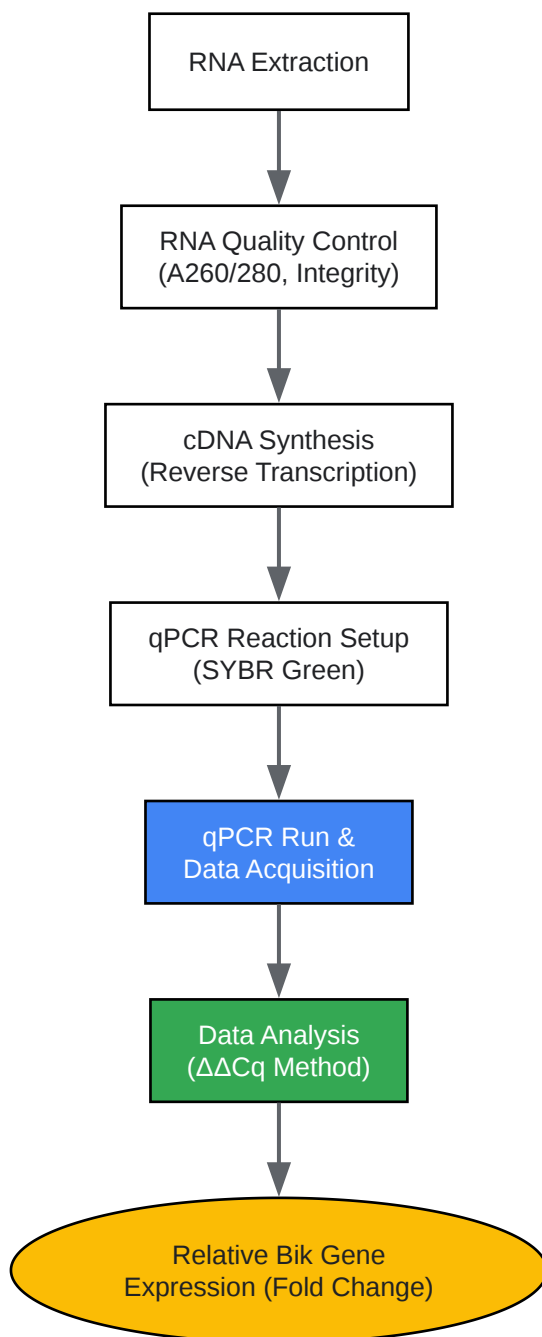 RNA Extraction
RNA Quality Control
(A260/280, Integrity)
cDNA Synthesis
(Reverse Transcription)
qPCR Reaction Setup
(SYBR Green)
qPCR Run &
Data Acquisition
Data Analysis
(ΔΔCq Method)
Relative Bik Gene
Expression (Fold Change)